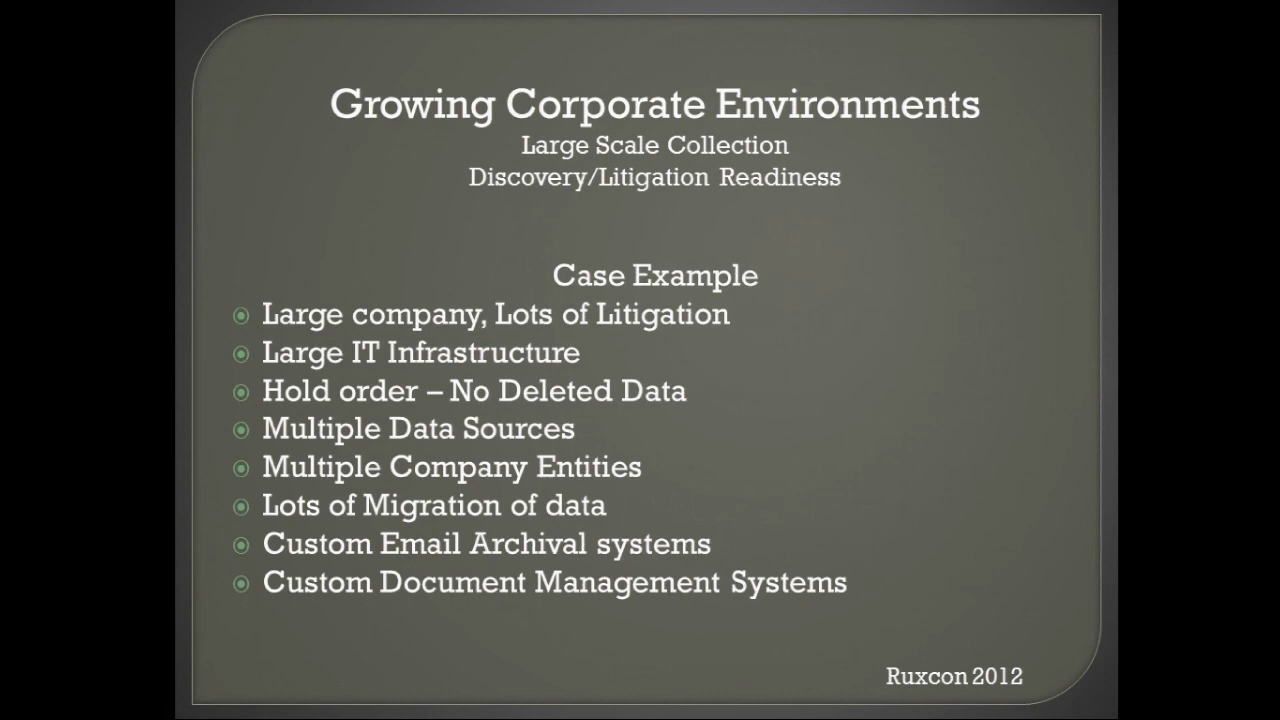 Growing Corporate Environments
Large Scale Collection
Discovery/Litigation Readiness
Case Example
Large company, Lots of Litigation
Large IT Infrastructure
Hold order – No Deleted Data
Multiple Data Sources
Multiple Company Entities
Lots of Migration of data
Custom Email Archival systems
Custom Document Management Systems
Ruxcon 2012